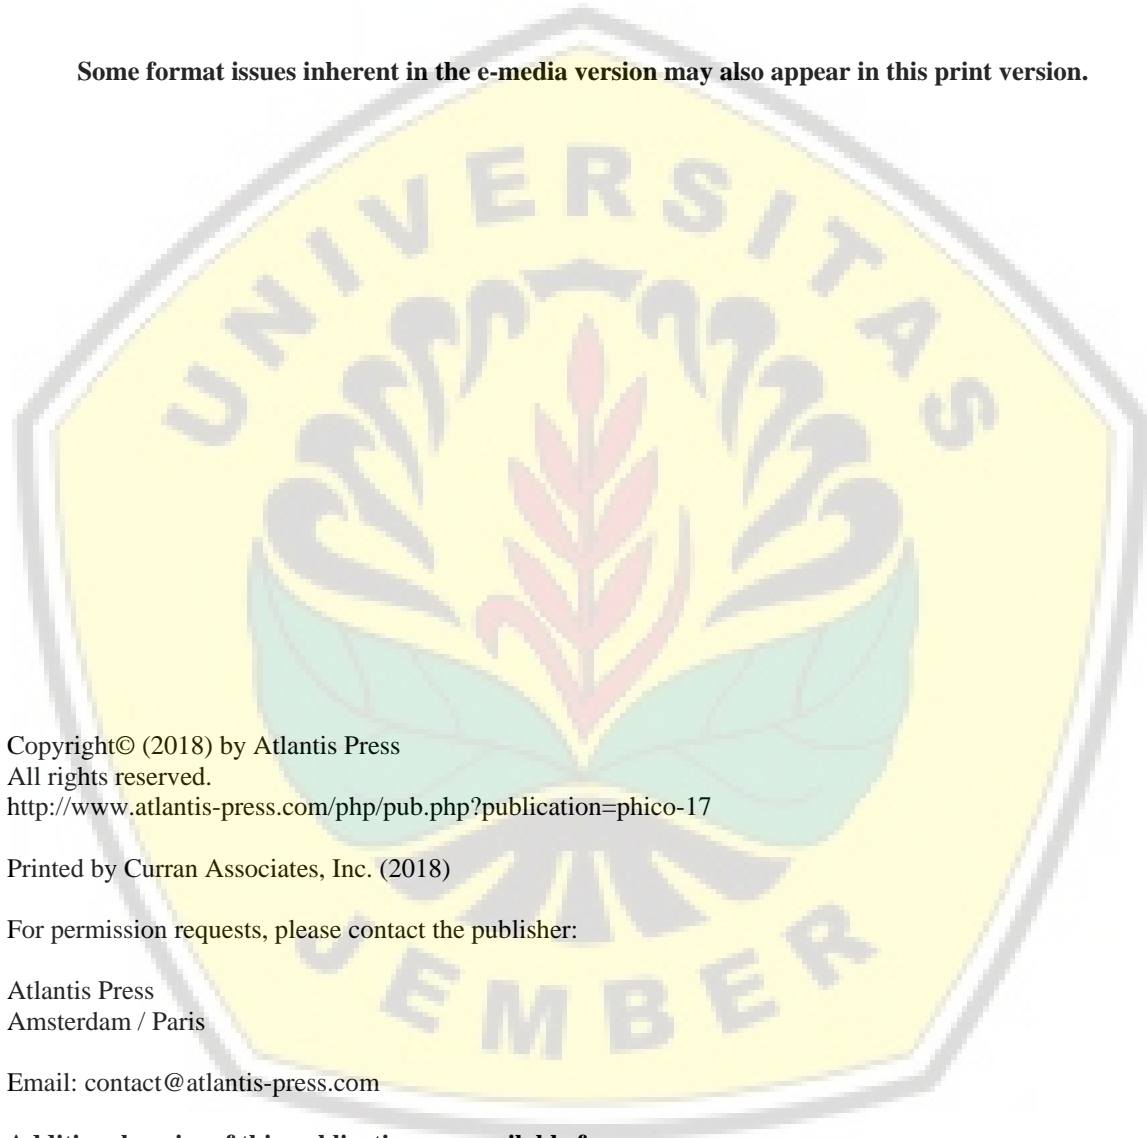 Some format issues inherent in the e-media version may also appear in this print version.
UNIVERSITAS
Copyright© (2018) by Atlantis Press
All rights reserved.
http://www.atlantis-press.com/php/pub.php?publication=phico-17
Printed by Curran Associates, Inc. (2018)
For permission requests, please contact the publisher:
JEMBER
Atlantis Press
Amsterdam / Paris
Email: contact@atlantis-press.com